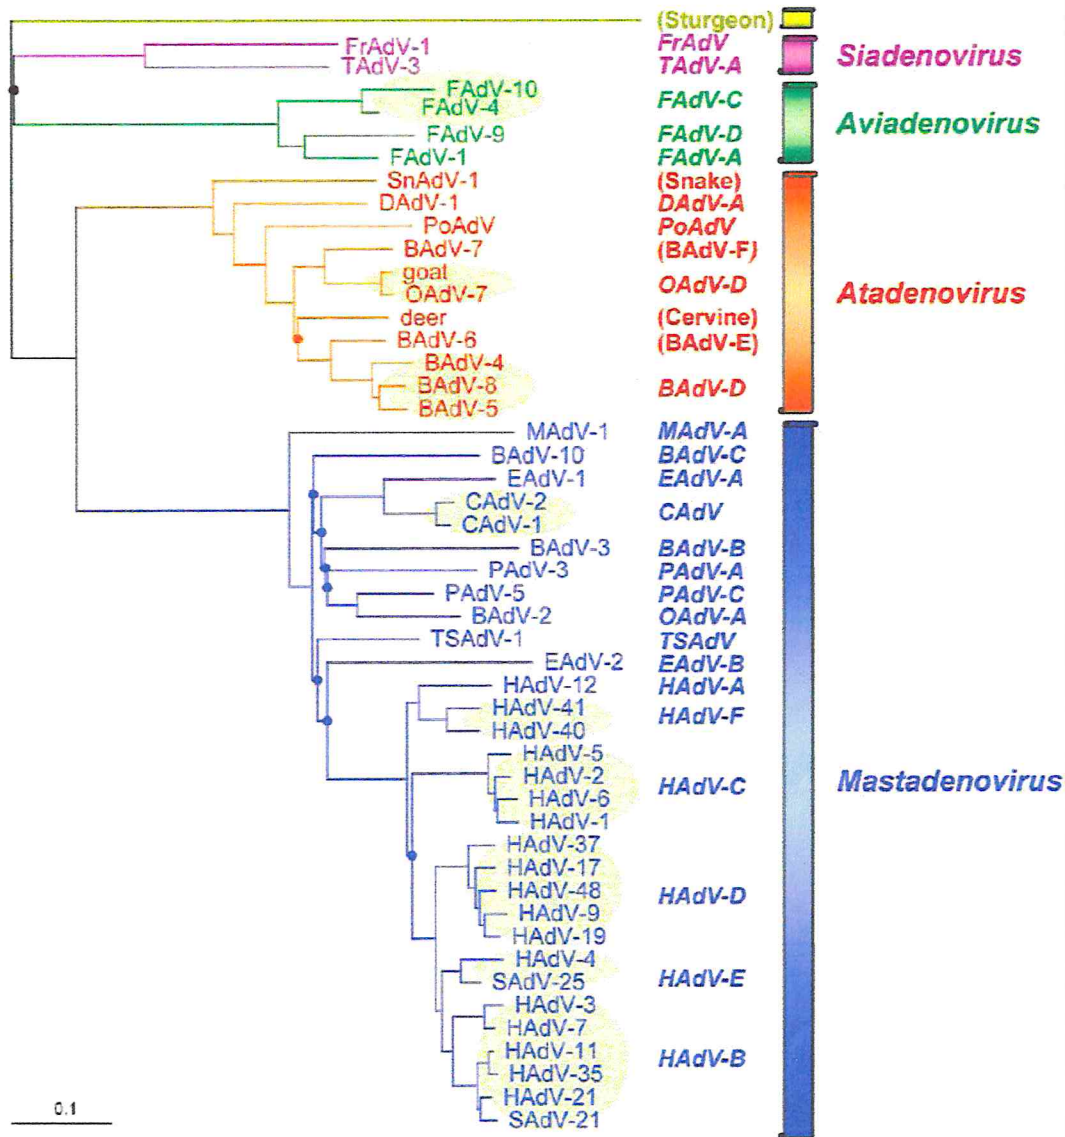 (Sturgeon)
FrAdV-1 FrAdV Siadenovirus
TAdV-3 TAdV-A
FAdV-10 FAdV-C
FAdV-4
FAdV-9 FAdV-D Aviadenovirus
FAdV-1 FAdV-A
SnAdV-1 (Snake)
DAdV-1 DAdV-A
PoAdV PoAdV
BAdV-7 (BAdV-F)
goat OAdV-D Atadenovirus
OAdV-7
deer (Cervine)
BAdV-6 (BAdV-E)
BAdV-4
BAdV-8 BAdV-D
BAdV-5
MAdV-1 MAdV-A
BAdV-10 BAdV-C
EAdV-1 EAdV-A
CAdV-2 CAdV
CAdV-1
BAdV-3 BAdV-B
PAdV-3 PAdV-A
PAdV-5 PAdV-C
BAdV-2 OAdV-A
TSAdV-1 TSAdV
EAdV-2 EAdV-B
HAdV-12 HAdV-A
HAdV-41 HAdV-F
HAdV-40
HAdV-5
HAdV-2 HAdV-C Mastadenovirus
HAdV-6
HAdV-1
HAdV-37
HAdV-17
HAdV-48 HAdV-D
HAdV-9
HAdV-19
HAdV-4 HAdV-E
SAdV-25
HAdV-3
HAdV-7
HAdV-11 HAdV-B
HAdV-35
HAdV-21
SAdV-21
0.1